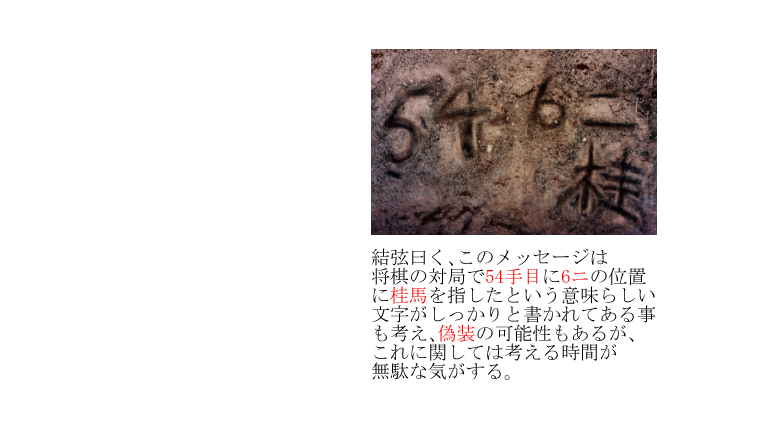 54 6二
桂
結弦曰く、このメッセージは
将棋の対局で54手目に6ニの位置
に桂馬を指したという意味らしい
文字がしっかりと書かれてある事
も考え、偽装の可能性もあるが、
これに関しては考える時間が
無駄な気がする。